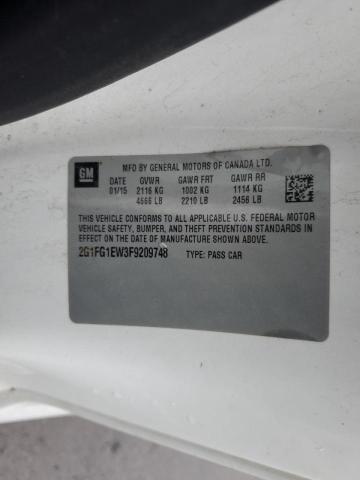 GM
MFD BY GENERAL MOTORS OF CANADA LTD.
DATE GVWR GAWR FRT GAWR RR
01/15 2116 KG 1002 KG 1114 KG
4666 LB 2210 LB 2456 LB
THIS VEHICLE CONFORMS TO ALL APPLICABLE U.S. FEDERAL MOTOR
VEHICLE SAFETY, BUMPER, AND THEFT PREVENTION STANDARDS IN
EFFECT ON THE DATE OF MANUFACTURE SHOWN ABOVE.
2G1FG1EW3F9209748 TYPE: PASS CAR